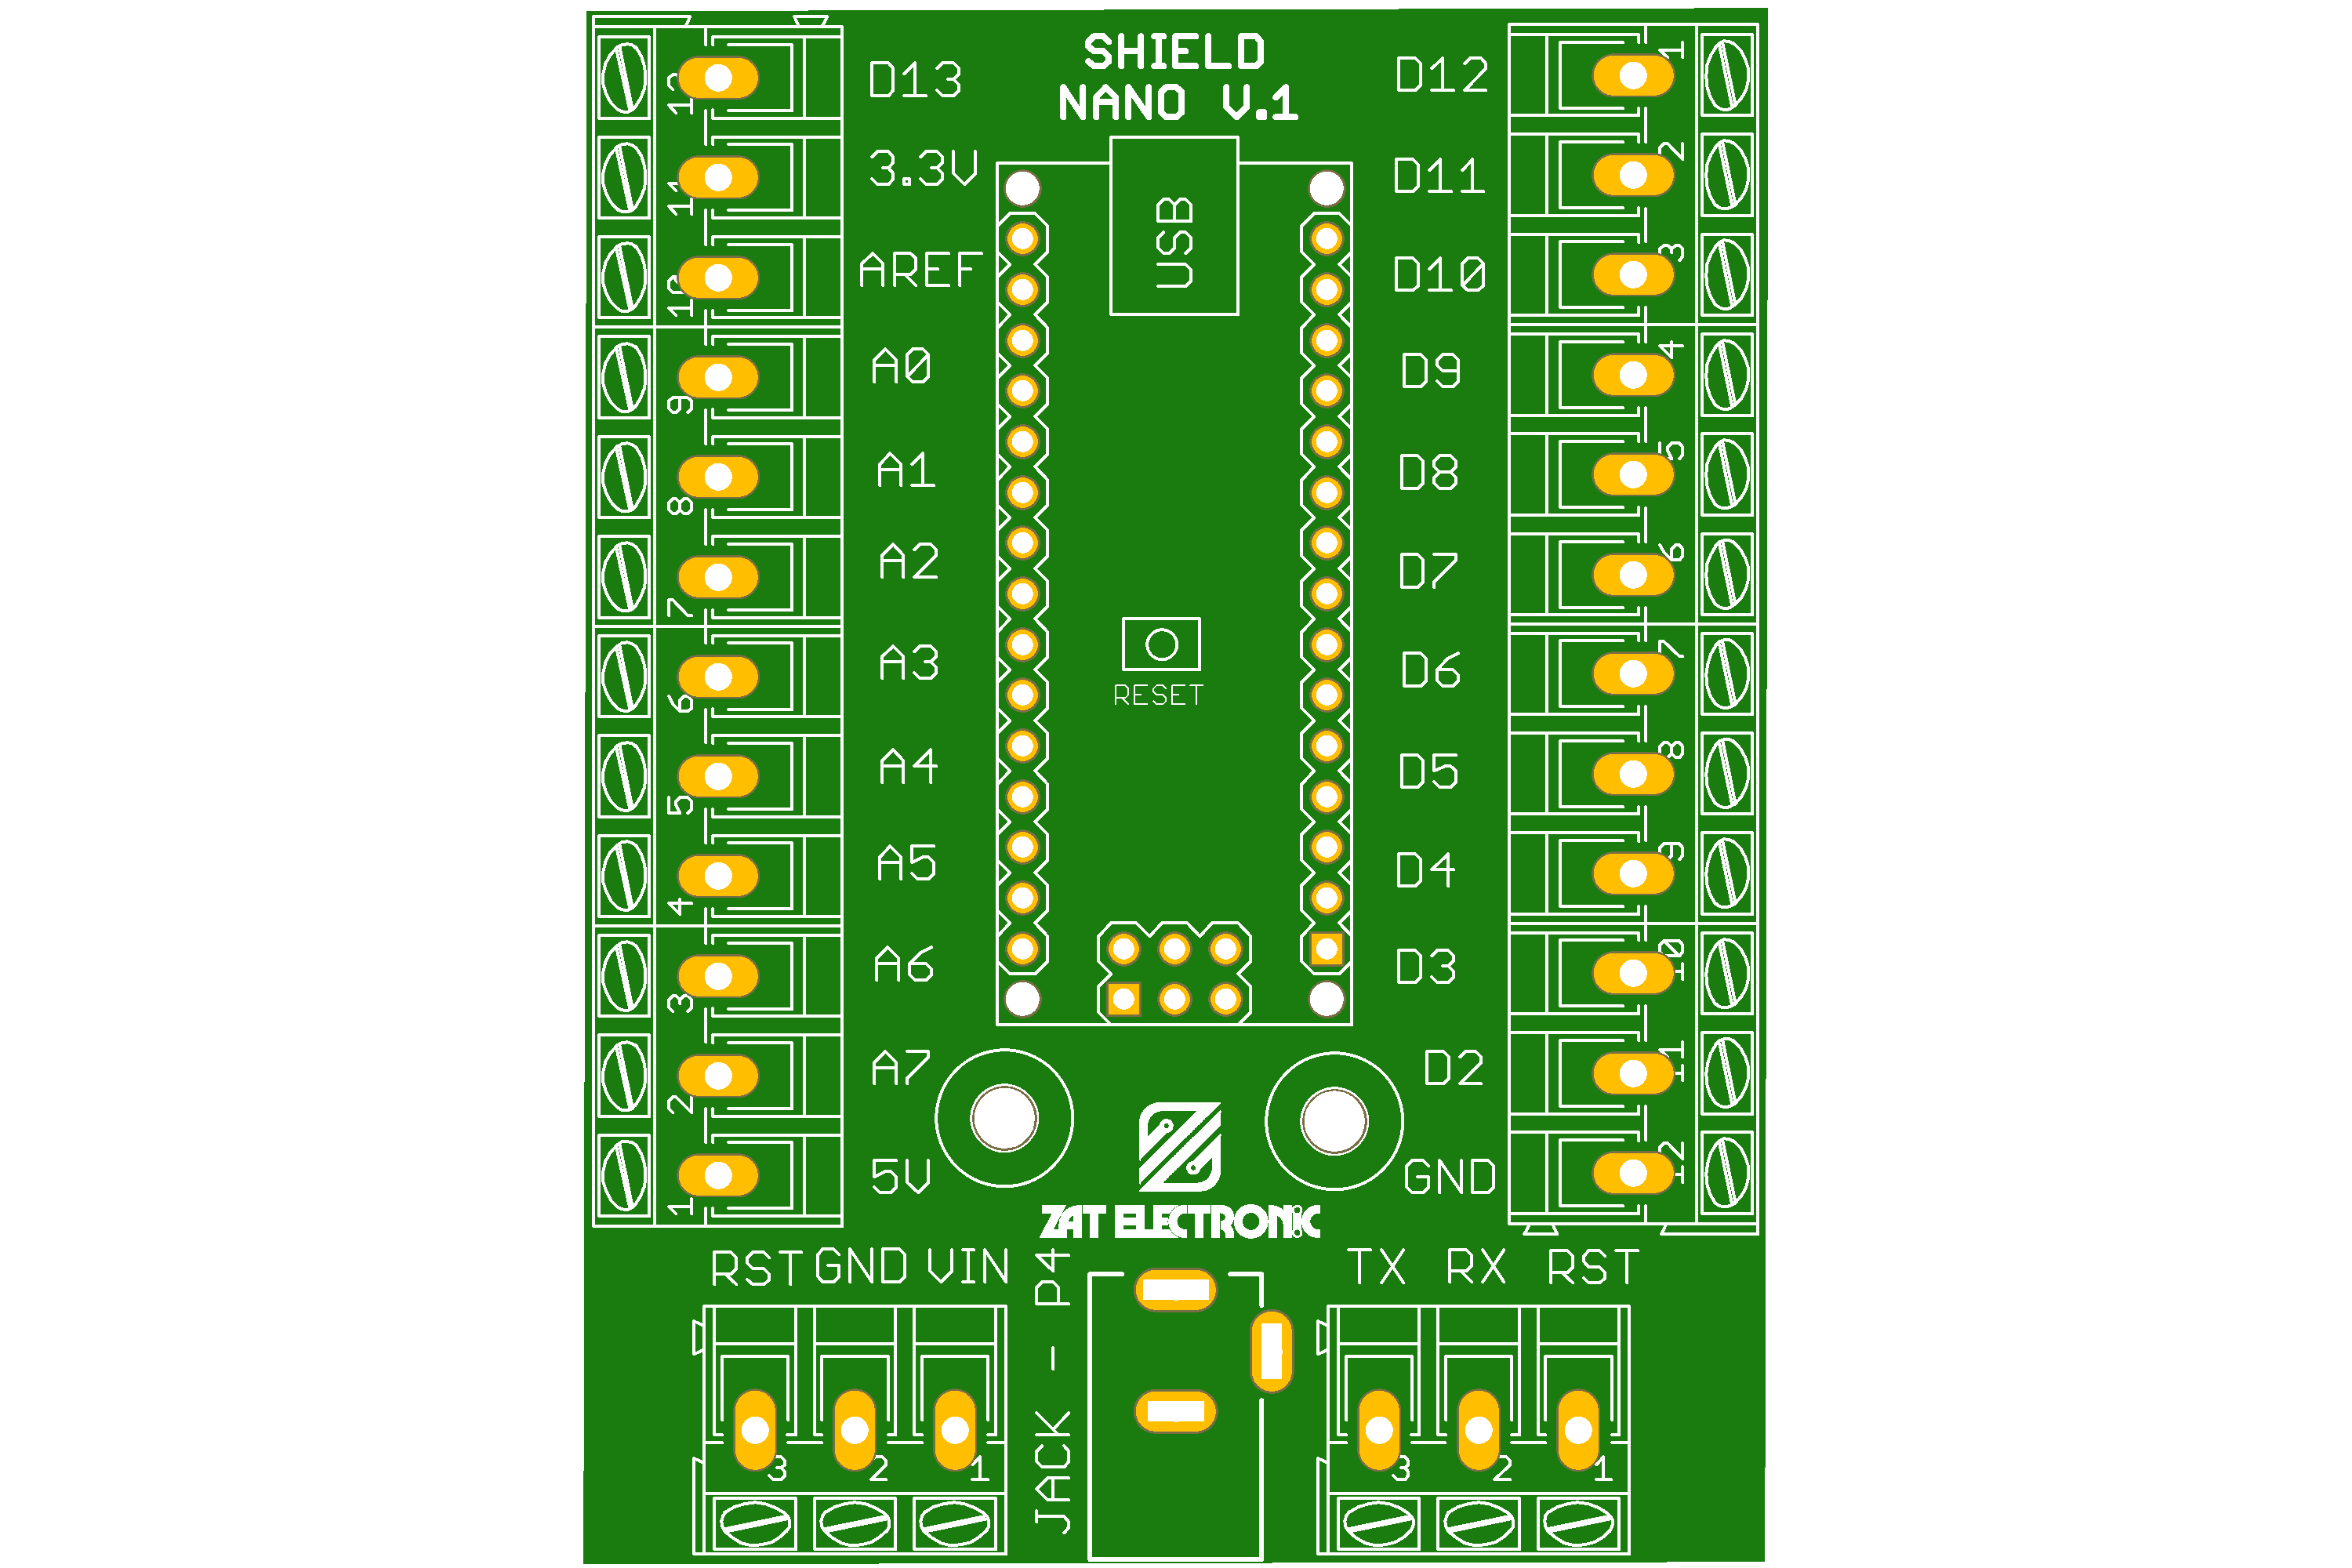 SHIELD
NANO V.1
D13
3.3V
AREF
A0
A1
A2
A3
A4
A5
A6
A7
5V
12
11
10
9
8
7
6
5
4
3
2
1
USB
RESET
D12
D11
D10
D9
D8
D7
D6
D5
D4
D3
D2
GND
1
2
3
4
5
6
7
8
9
10
11
12
ZAT ELECTRONIC
RST GND VIN
3 2 1
JACK - P4
TX RX RST
3 2 1